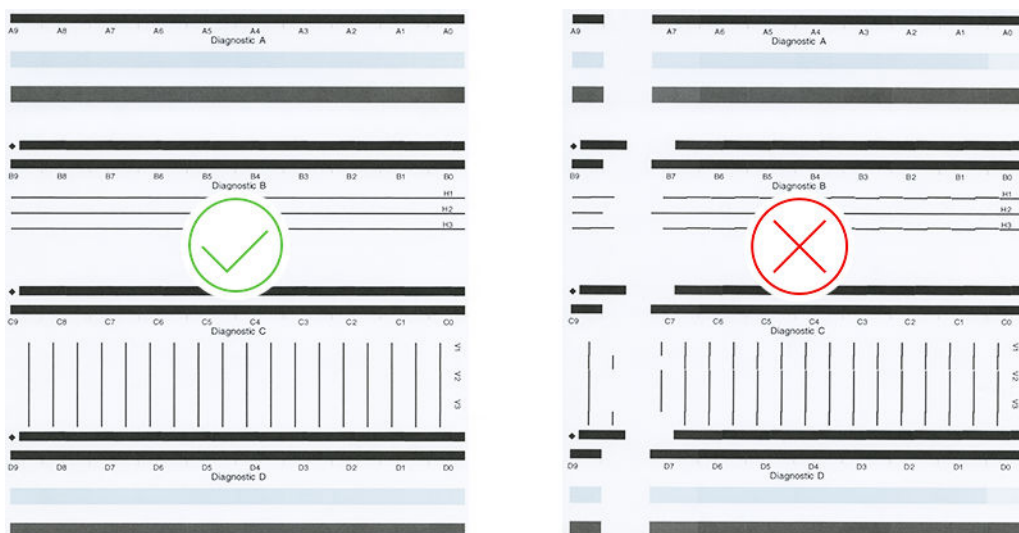 A9 A8 A7 A6 A5 A4 A3 A2 A1 A0
Diagnostic A
B9 B8 B7 B6 B5 B4 B3 B2 B1 B0
Diagnostic B
H1
H2
H3
C9 C8 C7 C6 C5 C4 C3 C2 C1 C0
Diagnostic C
V1
V2
V3
D9 D8 D7 D6 D5 D4 D3 D2 D1 D0
Diagnostic D
A9 A7 A6 A5 A4 A3 A2 A1 A0
Diagnostic A
B9 B7 B6 B5 B4 B3 B2 B1 B0
Diagnostic B
H1
H2
H3
C9 C7 C6 C5 C4 C3 C2 C1 C0
Diagnostic C
V1
V2
V3
D9 D7 D6 D5 D4 D3 D2 D1 D0
Diagnostic D